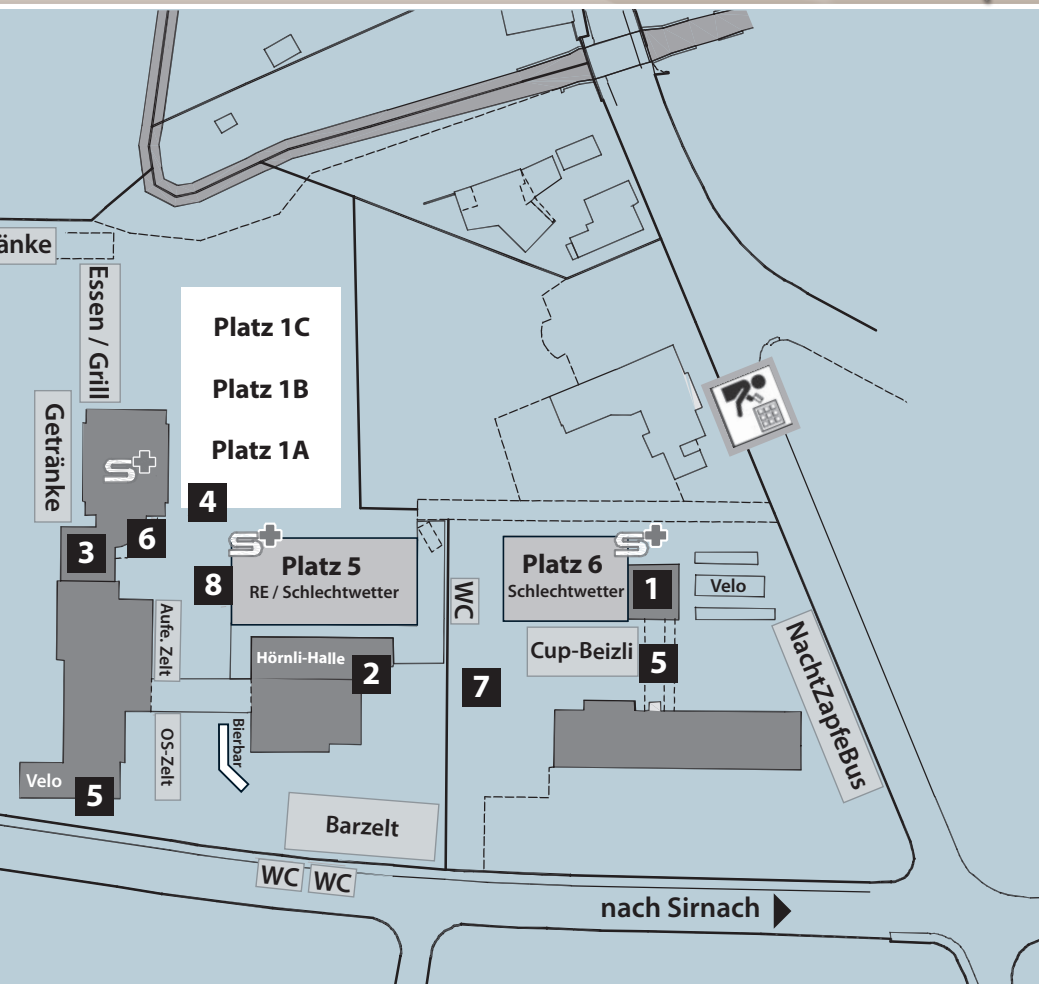 änke
Essen / Grill
Platz 1C
Platz 1B
Platz 1A
Getränke
4
3
6
8
Platz 5
RE / Schlechtwetter
WC
Platz 6
Schlechtwetter
1
Velo
Aufe. Zelt
Hörnli-Halle
2
Cup-Beizli
5
7
NachtZapfeBus
OS-Zelt
Bierbar
Velo
5
Barzelt
WC
WC
nach Sirnach